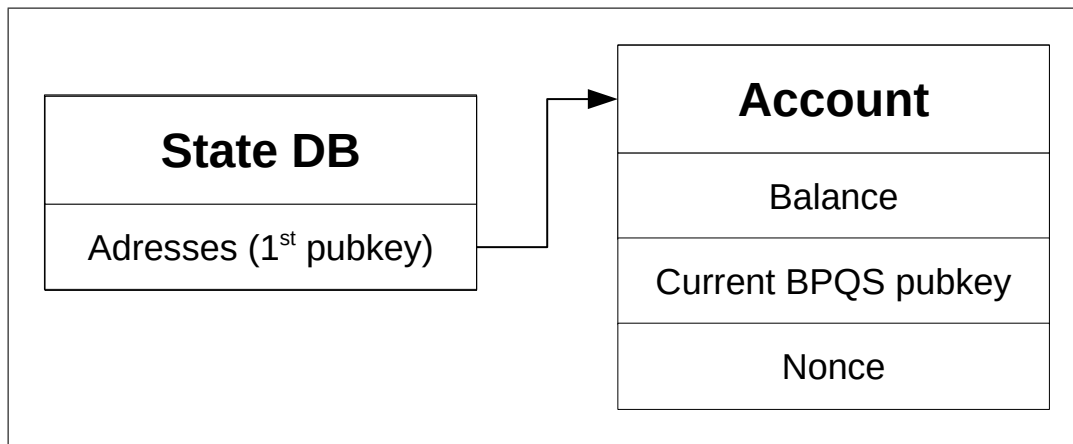 State DB
Adresses (1st pubkey)
Account
Balance
Current BPQS pubkey
Nonce